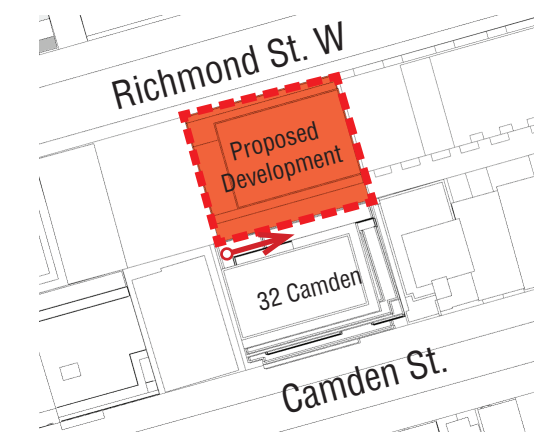 Richmond St. W
Proposed
Development
32 Camden
Camden St.